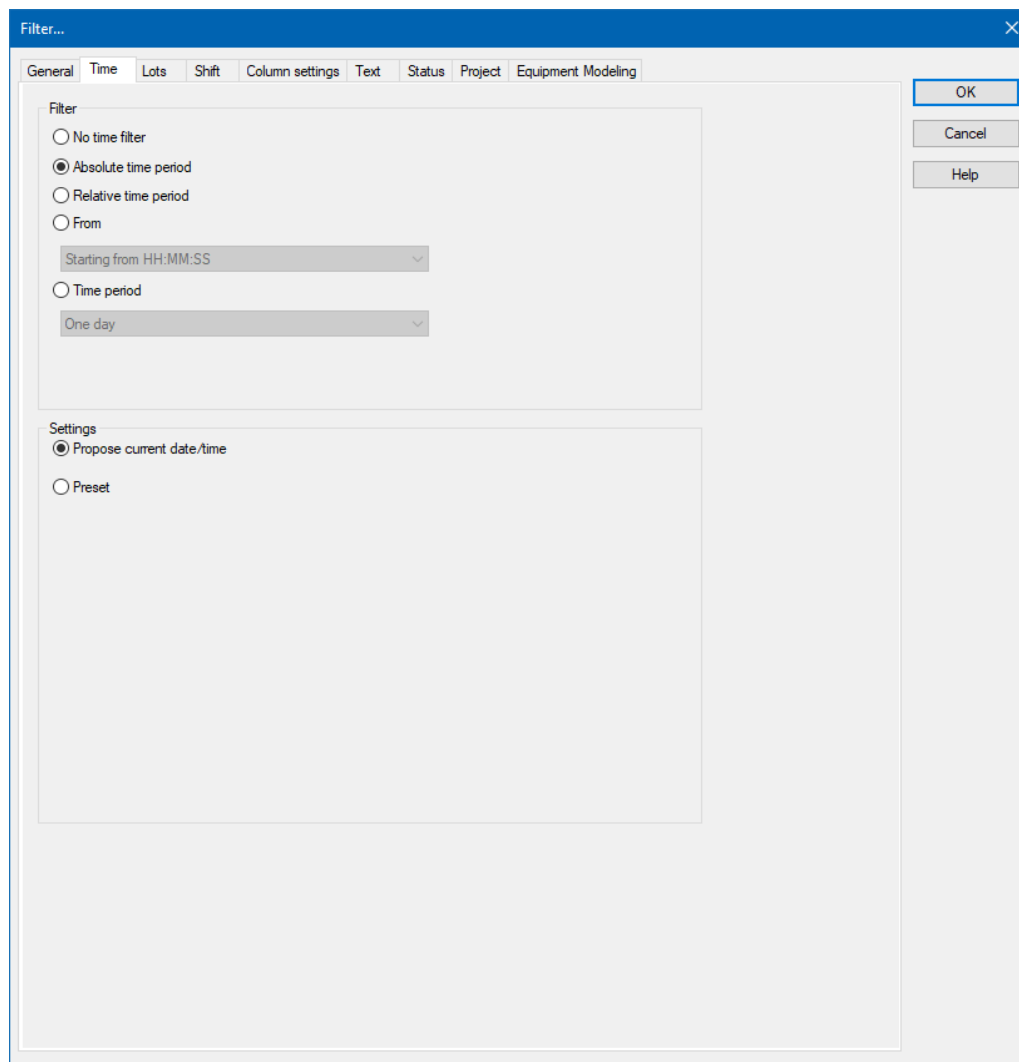 Filter...
General Time Lots Shift Column settings Text Status Project Equipment Modeling
OK
Cancel
Help
Filter
No time filter
Absolute time period
Relative time period
From
Starting from HH:MM:SS
Time period
One day
Settings
Propose current date/time
Preset